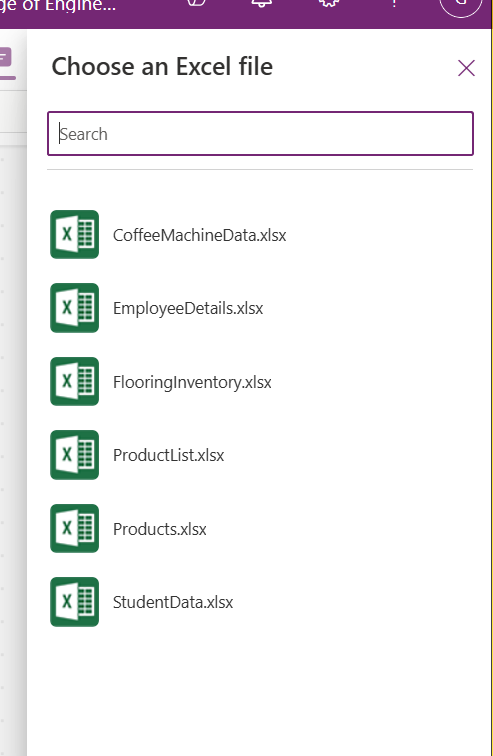 ge of Engine...
Choose an Excel file
Search
CoffeeMachineData.xlsx
EmployeeDetails.xlsx
FlooringInventory.xlsx
ProductList.xlsx
Products.xlsx
StudentData.xlsx